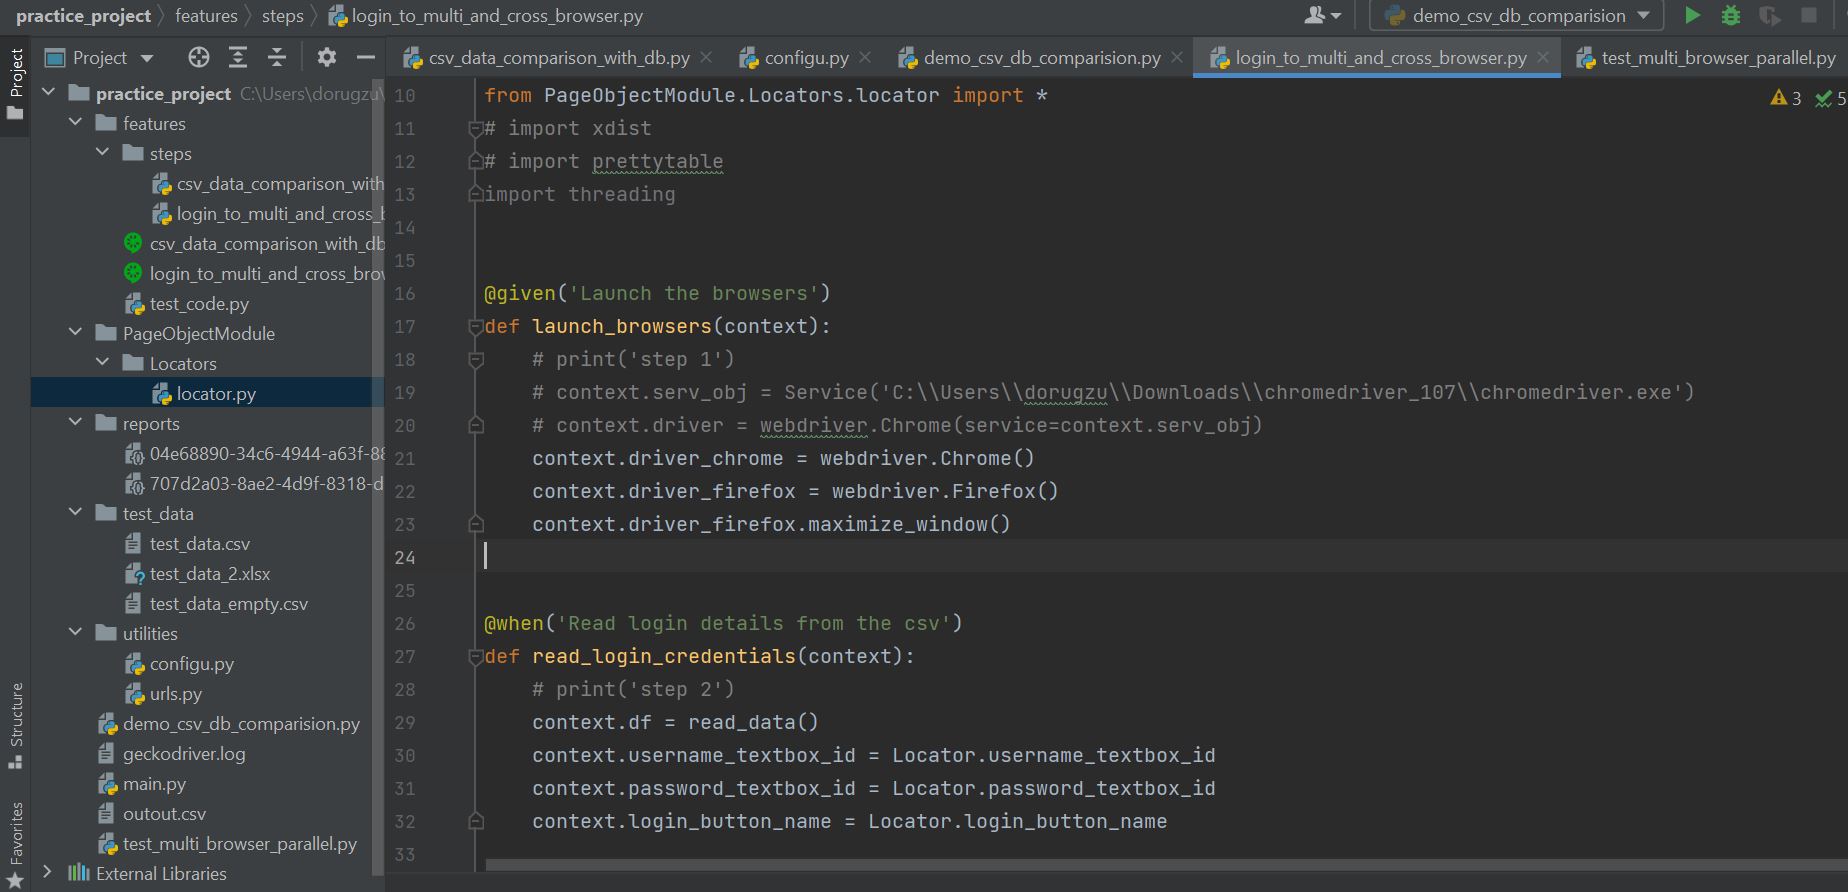 practice_project features steps login_to_multi_and_cross_browser.py demo_csv_db_comparision
Project csv_data_comparison_with_db.py configu.py demo_csv_db_comparision.py login_to_multi_and_cross_browser.py test_multi_browser_parallel.py
3 5
Project
Structure
Favorites
practice_project C:\Users\dorugzu\
features
steps
csv_data_comparison_with
login_to_multi_and_cross_b
csv_data_comparison_with_db
login_to_multi_and_cross_brow
test_code.py
PageObjectModule
Locators
locator.py
reports
04e68890-34c6-4944-a63f-88
707d2a03-8ae2-4d9f-8318-d
test_data
test_data.csv
test_data_2.xlsx
test_data_empty.csv
utilities
configu.py
urls.py
demo_csv_db_comparision.py
geckodriver.log
main.py
outout.csv
test_multi_browser_parallel.py
External Libraries
10 from PageObjectModule.Locators.locator import *
11 # import xdist
12 # import prettytable
13 import threading
14
15
16 @given('Launch the browsers')
17 def launch_browsers(context):
18 # print('step 1')
19 # context.serv_obj = Service('C:\\Users\\dorugzu\\Downloads\\chromedriver_107\\chromedriver.exe')
20 # context.driver = webdriver.Chrome(service=context.serv_obj)
21 context.driver_chrome = webdriver.Chrome()
22 context.driver_firefox = webdriver.Firefox()
23 context.driver_firefox.maximize_window()
24
25
26 @when('Read login details from the csv')
27 def read_login_credentials(context):
28 # print('step 2')
29 context.df = read_data()
30 context.username_textbox_id = Locator.username_textbox_id
31 context.password_textbox_id = Locator.password_textbox_id
32 context.login_button_name = Locator.login_button_name
33